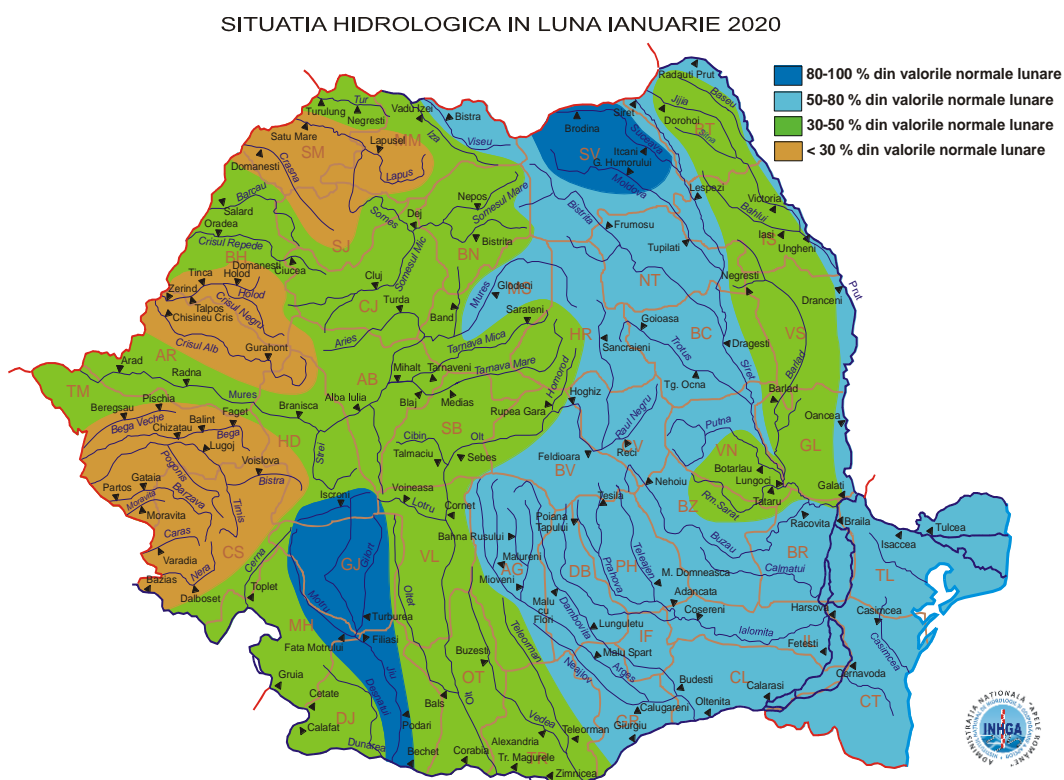 SITUATIA HIDROLOGICA IN LUNA IANUARIE 2020
80-100 % din valorile normale lunare
50-80 % din valorile normale lunare
30-50 % din valorile normale lunare
< 30 % din valorile normale lunare
Radauti Prut
Baseu
Tur
Turulung
Negresti
Vadu Izei
Bistra
Iza
Viseu
Siret
Jijia
Dorohoi
BT
Sitna
Brodina
Suceava
Itcani
SV
G. Humorului
Moldova
Satu Mare
SM
MM
Lapusel
Lapus
Domanesti
Crasna
Barcau
Salard
Oradea
Crisul Repede
BH
SJ
Somes
Dej
Nepos
Somesul Mare
BN
Bistrita
Bistrita
Frumosu
Lespezi
Victoria
Bahlui
Iasi
IS
Ungheni
Tupilati
Domanesti
Ciucea
Tinca
Holod
Holod
Zerind
Talpos
Chisineu Cris
Crisul Negru
Crisul Alb
Gurahont
Cluj
Somesul Mic
CJ
Turda
Mures
MS
Glodeni
Band
Sarateni
NT
Negresti
Dranceni
Prut
AR
Arad
Radna
Mures
Aries
Mihalt
Tarnaveni
Tarnava Mica
Tarnava Mare
HR
Sancraieni
Goioasa
BC
Trotus
Dragesti
Siret
VS
Barlad
TM
Beregsau
Pischia
Bega Veche
Chizatau
Balint
Faget
Bega
Lugoj
Branisca
Alba Iulia
AB
Blaj
Medias
Homorod
Hoghiz
Rupea Gara
Tg. Ocna
Barlad
Oancea
HD
Strei
SB
Cibin
Olt
Talmaciu
Sebes
Raul Negru
CV
Reci
Feldioara
BV
Putna
VN
GL
Pogonis
Voislova
Bistra
Gataia
Partos
Moravita
Moravita
Barzava
Timis
Iscroni
Voineasa
Lotru
Cornet
Tesila
Nehoiu
Botarlau
Lungoci
Tataru
Rm. Sarat
BZ
Galati
Caras
Varadia
CS
Cerna
GJ
Gilort
VL
Bahna Rusului
Poiana
Tapului
Racovita
Braila
Tulcea
Isaccea
Buzau
BR
Calmatui
TL
Nera
Bazias
Dalboset
Toplet
Motru
MH
Turburea
Filiasi
Fata Motrului
Oltet
Malureni
AG
Mioveni
Malu
cu
Flori
DB
Dambovita
Prahova
PH
Teleajen
M. Domneasca
Adancata
Cosereni
Harsova
Casimcea
Ialomita
IL
Fetesti
Casimcea
Lunguletu
IF
Malu Spart
Gruia
Cetate
Calafat
DJ
Jiu
Desnatui
Buzesti
OT
Olt
Bals
Teleorman
Neajlov
Arges
Budesti
CL
Calarasi
Oltenita
Cernavoda
CT
Calugareni
GR
Giurgiu
Podari
Bechet
Dunarea
Corabia
Alexandria
Tr. Magurele
Vedea
Teleorman
TR
Zimnicea
ADMINISTRATIA NATIONALA "APELE ROMANE"
INHGA